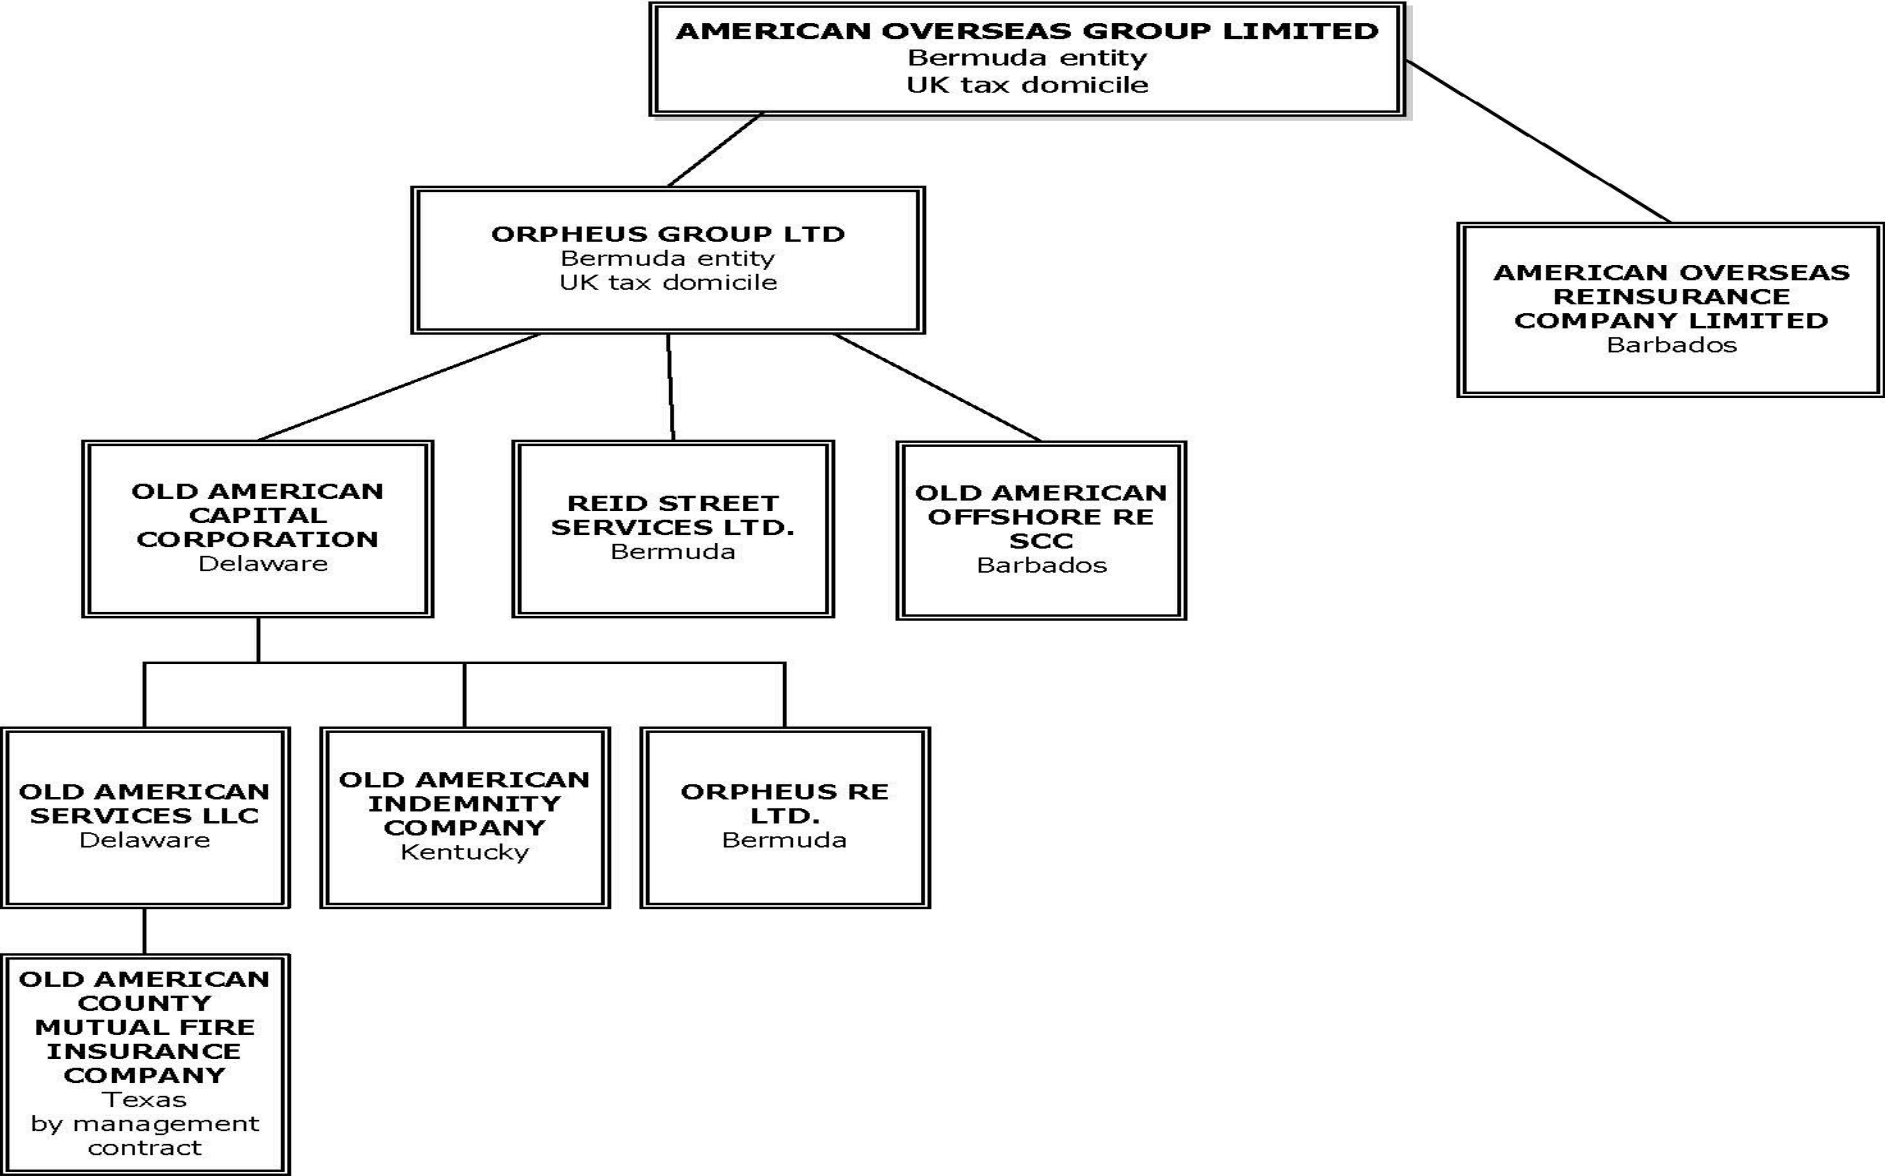 AMERICAN OVERSEAS GROUP LIMITED
Bermuda entity
UK tax domicile
ORPHEUS GROUP LTD
Bermuda entity
UK tax domicile
AMERICAN OVERSEAS
REINSURANCE
COMPANY LIMITED
Barbados
OLD AMERICAN
CAPITAL
CORPORATION
Delaware
REID STREET
SERVICES LTD.
Bermuda
OLD AMERICAN
OFFSHORE RE
SCC
Barbados
OLD AMERICAN
SERVICES LLC
Delaware
OLD AMERICAN
INDEMNITY
COMPANY
Kentucky
ORPHEUS RE
LTD.
Bermuda
OLD AMERICAN
COUNTY
MUTUAL FIRE
INSURANCE
COMPANY
Texas
by management
contract